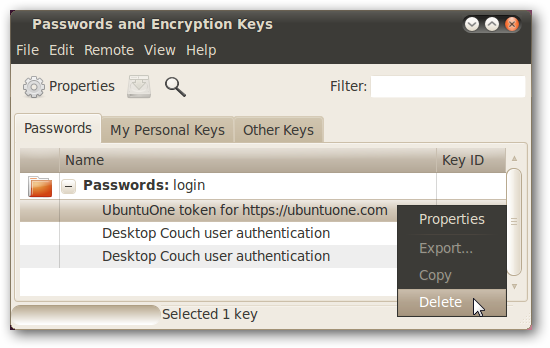 Passwords and Encryption Keys
File Edit Remote View Help
Properties Filter:
Passwords My Personal Keys Other Keys
Name Key ID
Passwords: login
UbuntuOne token for https://ubuntuone.com
Desktop Couch user authentication
Desktop Couch user authentication
Properties
Export...
Copy
Delete
Selected 1 key